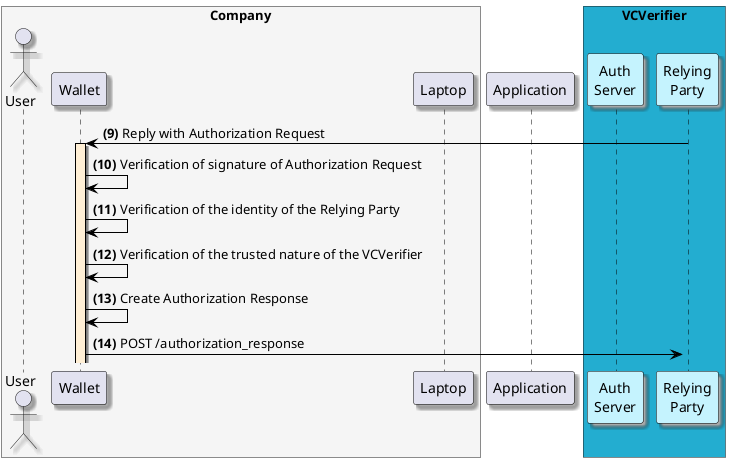 Company
VCVerifier
User
Wallet
Laptop
Application
Auth
Server
Relying
Party
(9) Reply with Authorization Request
(10) Verification of signature of Authorization Request
(11) Verification of the identity of the Relying Party
(12) Verification of the trusted nature of the VCVerifier
(13) Create Authorization Response
(14) POST /authorization_response
User
Wallet
Laptop
Application
Auth
Server
Relying
Party